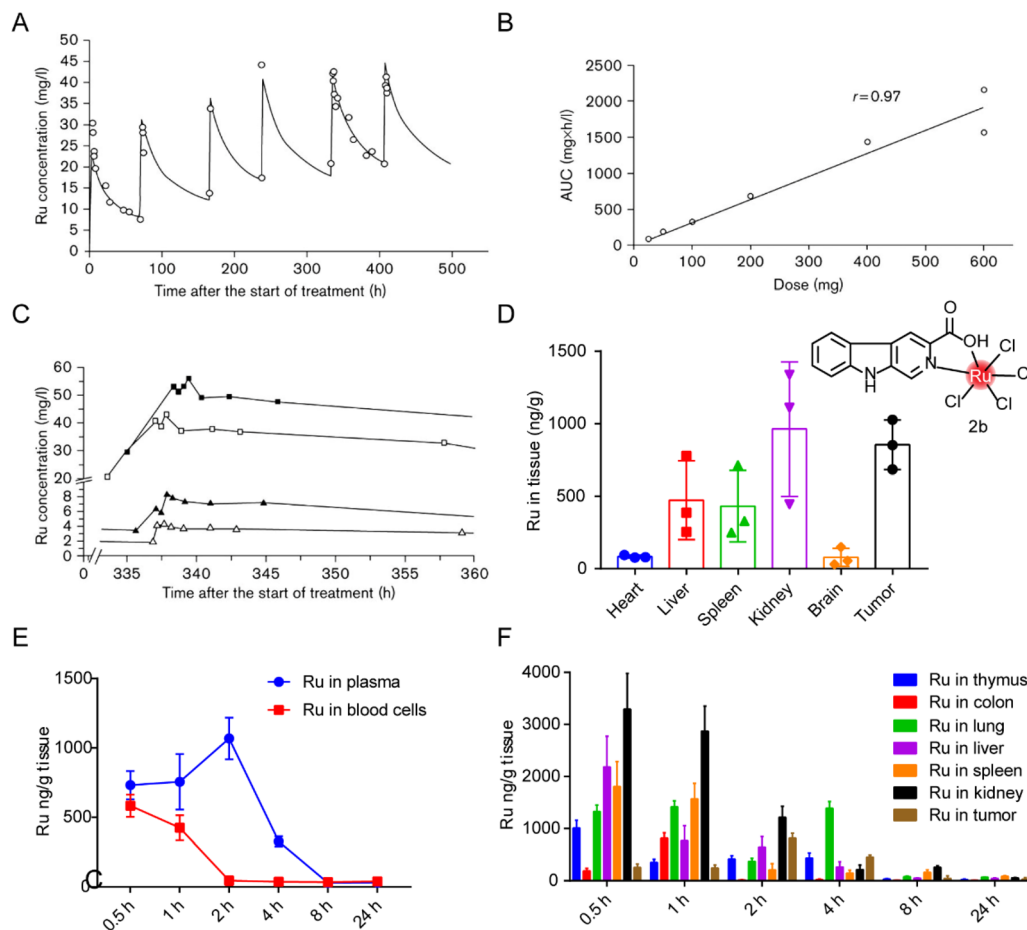 A
Ru concentration (mg/l)
50
45
40
35
30
25
20
15
10
5
0
0 100 200 300 400 500
Time after the start of treatment (h)
B
AUC (mg×h/l)
2500
2000
1500
1000
500
0
r=0.97
0 100 200 300 400 500 600 700
Dose (mg)
C
Ru concentration (mg/l)
60
50
40
30
20
8
6
4
2
0
335 340 345 350 355 360
Time after the start of treatment (h)
D
Ru in tissue (ng/g)
1500
1000
500
0
Heart Liver Spleen Kidney Brain Tumor
O
OH
Cl
N
Ru
C
N
H
Cl
Cl
2b
E
Ru ng/g tissue
1500
1000
500
C
Ru in plasma
Ru in blood cells
0.5 h 1 h 2 h 4 h 8 h 24 h
F
Ru ng/g tissue
4000
3000
2000
1000
0
Ru in thymus
Ru in colon
Ru in lung
Ru in liver
Ru in spleen
Ru in kidney
Ru in tumor
0.5 h 1 h 2 h 4 h 8 h 24 h